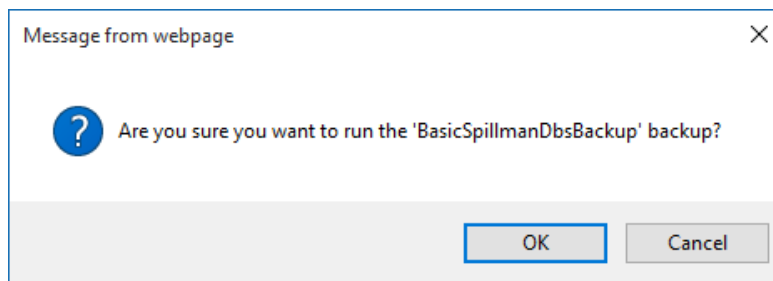 Message from webpage
Are you sure you want to run the 'BasicSpillmanDbsBackup' backup?
OK
Cancel